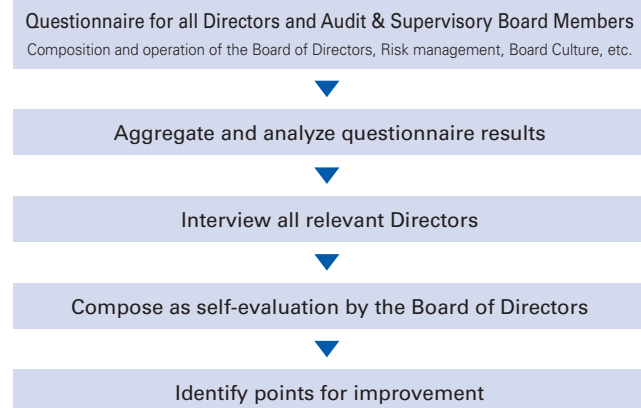 Questionnaire for all Directors and Audit & Supervisory Board Members
Composition and operation of the Board of Directors, Risk management, Board Culture, etc.
Aggregate and analyze questionnaire results
Interview all relevant Directors
Compose as self-evaluation by the Board of Directors
Identify points for improvement